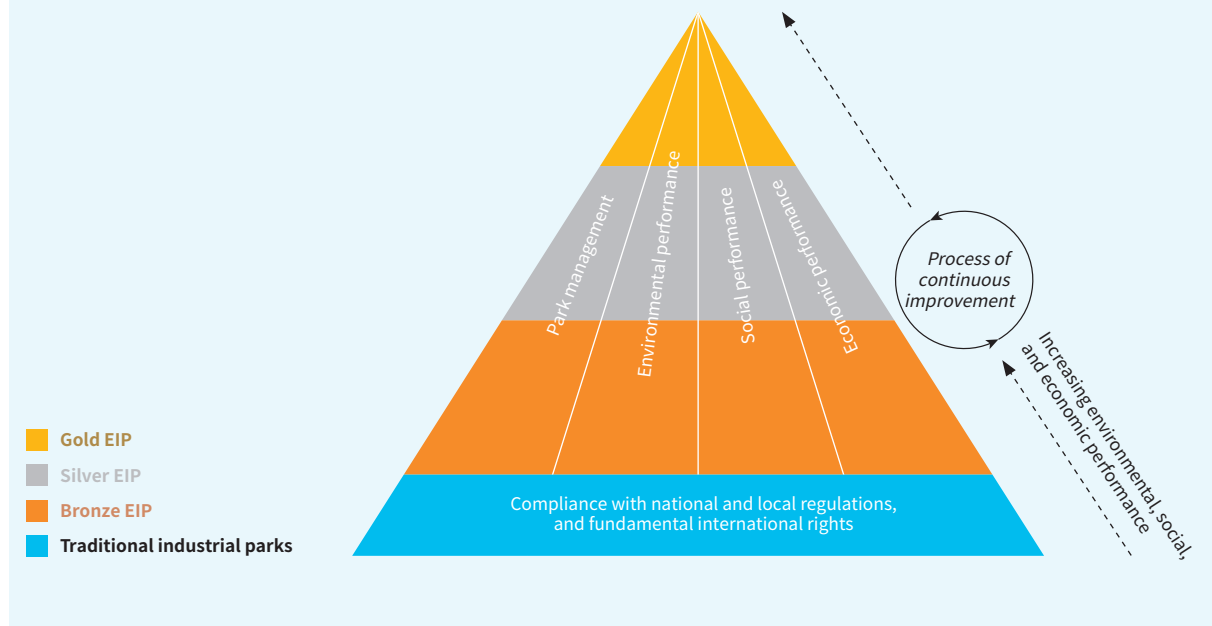 Park management
Environmental performance
Social performance
Economic performance
Process of
continuous
improvement
Increasing environmental, social,
and economic performance
Gold EIP
Silver EIP
Bronze EIP
Traditional industrial parks
Compliance with national and local regulations,
and fundamental international rights